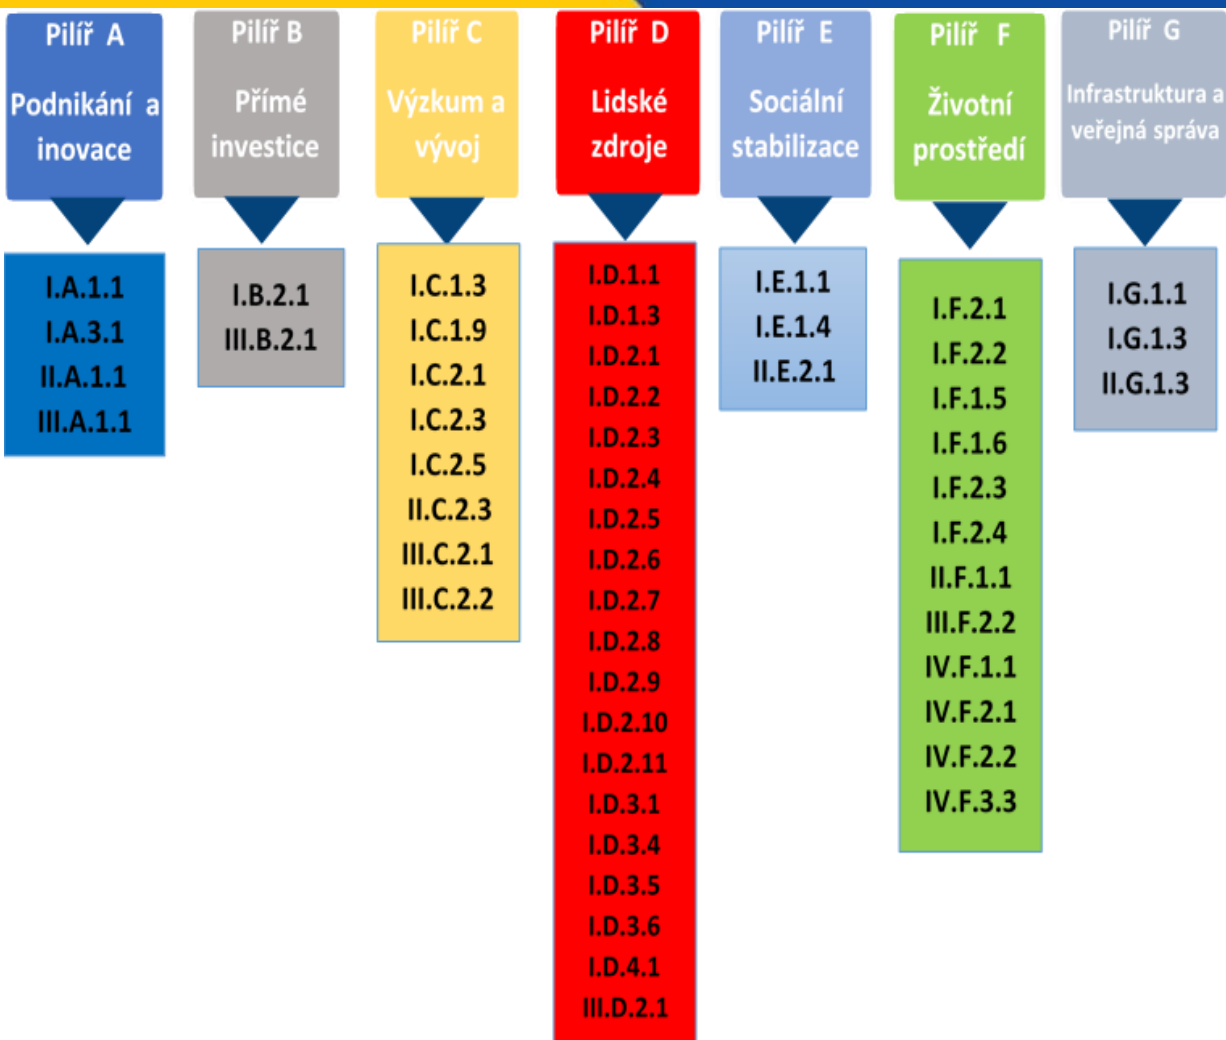 Pilíř A
Podnikání a
inovace
I.A.1.1
I.A.3.1
II.A.1.1
III.A.1.1
Pilíř B
Přímé
investice
I.B.2.1
III.B.2.1
Pilíř C
Výzkum a
vývoj
I.C.1.3
I.C.1.9
I.C.2.1
I.C.2.3
I.C.2.5
II.C.2.3
III.C.2.1
III.C.2.2
Pilíř D
Lidské
zdroje
I.D.1.1
I.D.1.3
I.D.2.1
I.D.2.2
I.D.2.3
I.D.2.4
I.D.2.5
I.D.2.6
I.D.2.7
I.D.2.8
I.D.2.9
I.D.2.10
I.D.2.11
I.D.3.1
I.D.3.4
I.D.3.5
I.D.3.6
I.D.4.1
III.D.2.1
Pilíř E
Sociální
stabilizace
I.E.1.1
I.E.1.4
II.E.2.1
Pilíř F
Životní
prostředí
I.F.2.1
I.F.2.2
I.F.1.5
I.F.1.6
I.F.2.3
I.F.2.4
II.F.1.1
III.F.2.2
IV.F.1.1
IV.F.2.1
IV.F.2.2
IV.F.3.3
Pilíř G
Infrastruktura a
veřejná správa
I.G.1.1
I.G.1.3
II.G.1.3